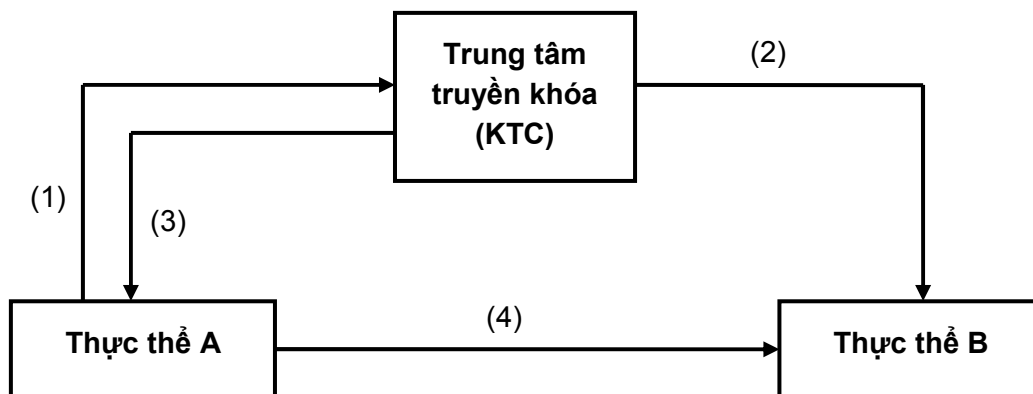 Trung tâm
truyền khóa
(KTC)
(2)
(1)
(3)
(4)
Thực thể A
Thực thể B